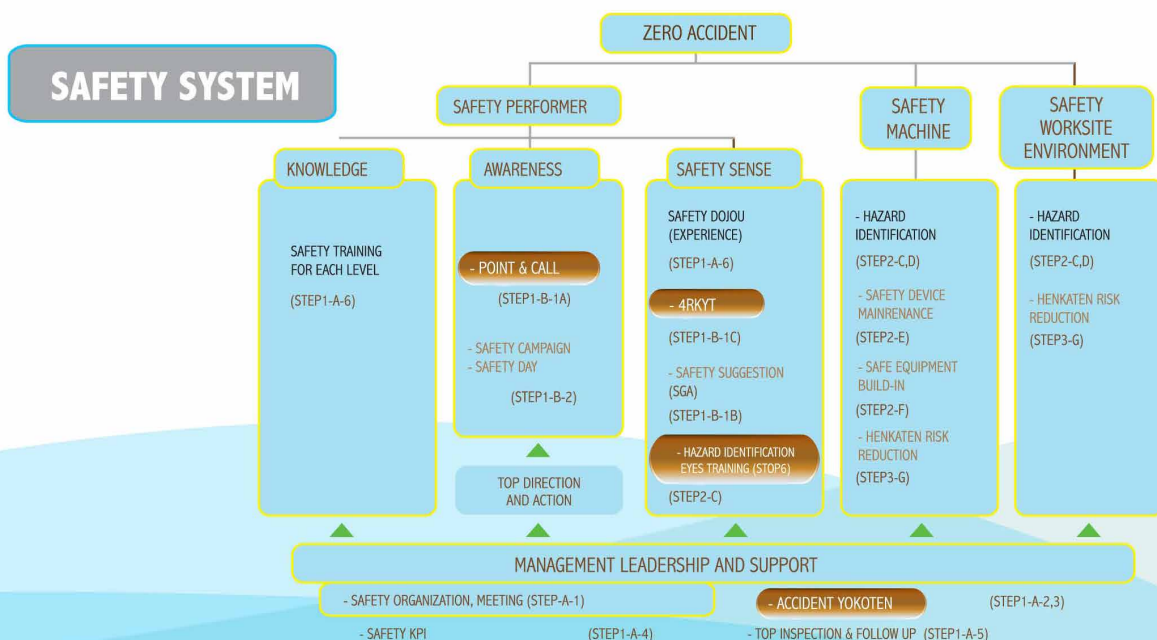 SAFETY SYSTEM
ZERO ACCIDENT
SAFETY PERFORMER
SAFETY
MACHINE
SAFETY
WORKSITE
ENVIRONMENT
KNOWLEDGE
SAFETY TRAINING
FOR EACH LEVEL
(STEP1-A-6)
AWARENESS
- POINT & CALL
(STEP1-B-1A)
- SAFETY CAMPAIGN
- SAFETY DAY
(STEP1-B-2)
TOP DIRECTION
AND ACTION
SAFETY SENSE
SAFETY DOJOU
(EXPERIENCE)
(STEP1-A-6)
- 4RKYT
(STEP1-B-1C)
- SAFETY SUGGESTION
(SGA)
(STEP1-B-1B)
- HAZARD IDENTIFICATION
EYES TRAINING (STOP6)
(STEP2-C)
- HAZARD
IDENTIFICATION
(STEP2-C,D)
- SAFETY DEVICE
MAINRENANCE
(STEP2-E)
- SAFE EQUIPMENT
BUILD-IN
(STEP2-F)
- HENKATEN RISK
REDUCTION
(STEP3-G)
- HAZARD
IDENTIFICATION
(STEP2-C,D)
- HENKATEN RISK
REDUCTION
(STEP3-G)
MANAGEMENT LEADERSHIP AND SUPPORT
- SAFETY ORGANIZATION, MEETING (STEP-A-1)
- ACCIDENT YOKOTEN (STEP1-A-2,3)
- SAFETY KPI (STEP1-A-4)
- TOP INSPECTION & FOLLOW UP (STEP1-A-5)